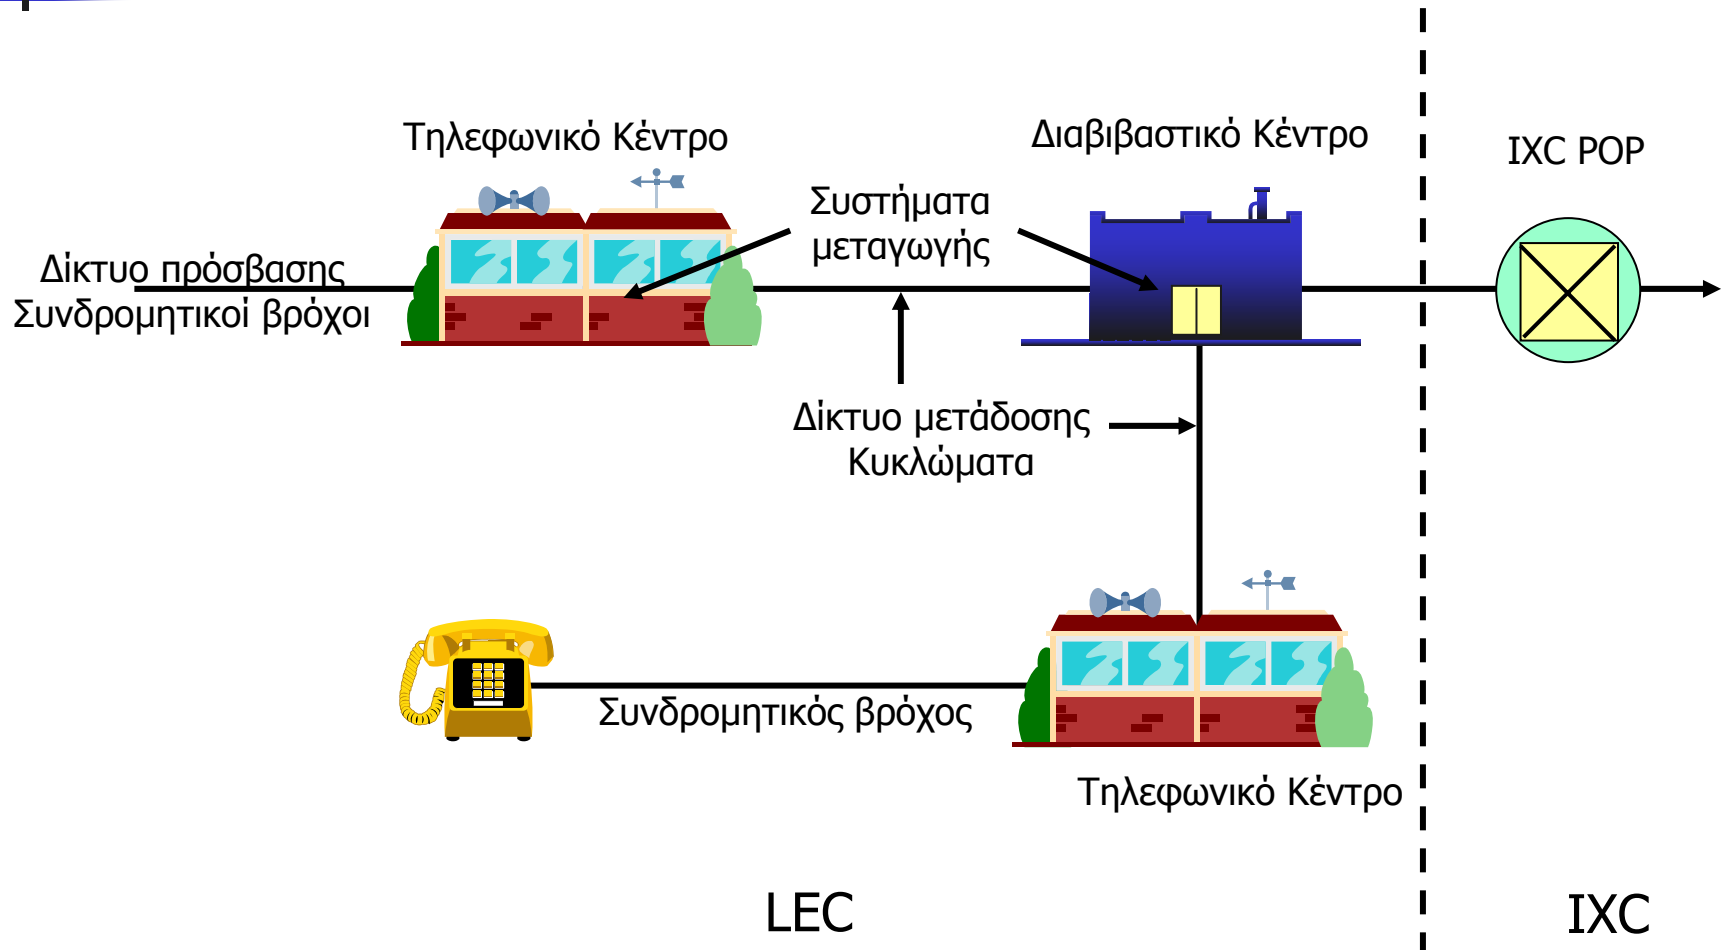 Τηλεφωνικό Κέντρο
Διαβιβαστικό Κέντρο
IXC POP
Συστήματα
μεταγωγής
Δίκτυο πρόσβασης
Συνδρομητικοί βρόχοι
Δίκτυο μετάδοσης
Κυκλώματα
Συνδρομητικός βρόχος
Τηλεφωνικό Κέντρο
LEC
IXC